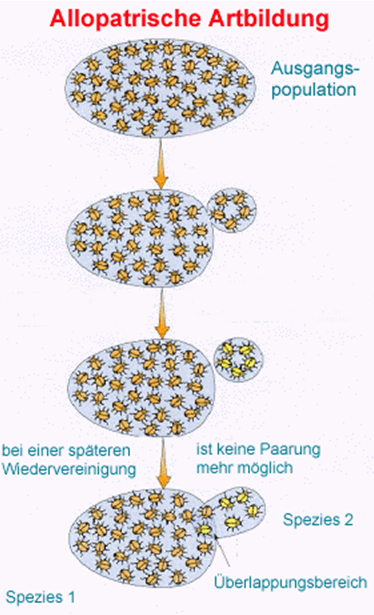 Allopatrische Artbildung
Ausgangs-
population
bei einer späteren
Wiedervereinigung
ist keine Paarung
mehr möglich
Spezies 2
Überlappungsbereich
Spezies 1